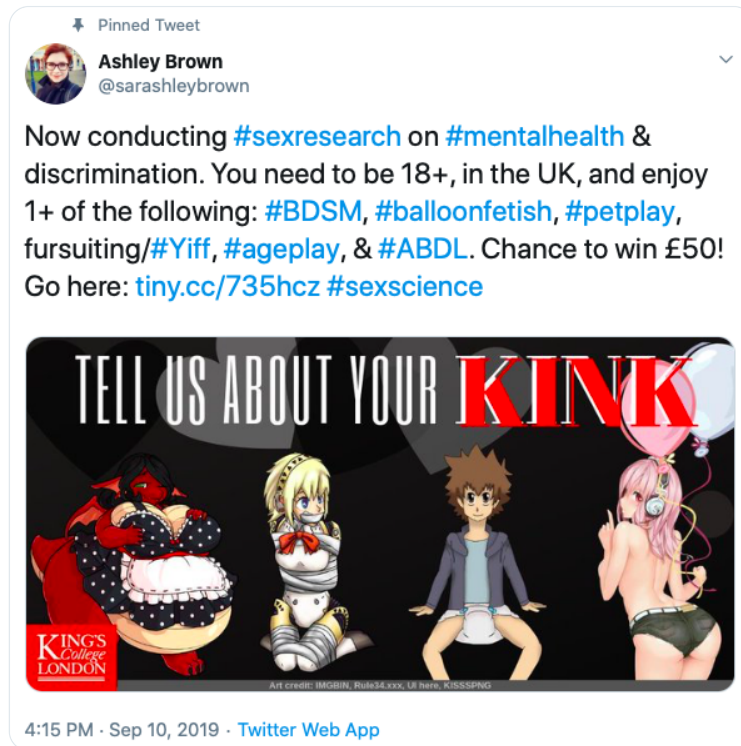 Pinned Tweet
Ashley Brown
@sarashleybrown
Now conducting #sexresearch on #mentalhealth &
discrimination. You need to be 18+, in the UK, and enjoy
1+ of the following: #BDSM, #balloonfetish, #petplay,
fursuiting/#Yiff, #ageplay, & #ABDL. Chance to win £50!
Go here: tiny.cc/735hcz #sexscience
TELL US ABOUT YOUR KINK
KING'S
College
LONDON
Art credit: IMGBIN, Rule34.xxx, UI here, KISSSPNG
4:15 PM · Sep 10, 2019 · Twitter Web App